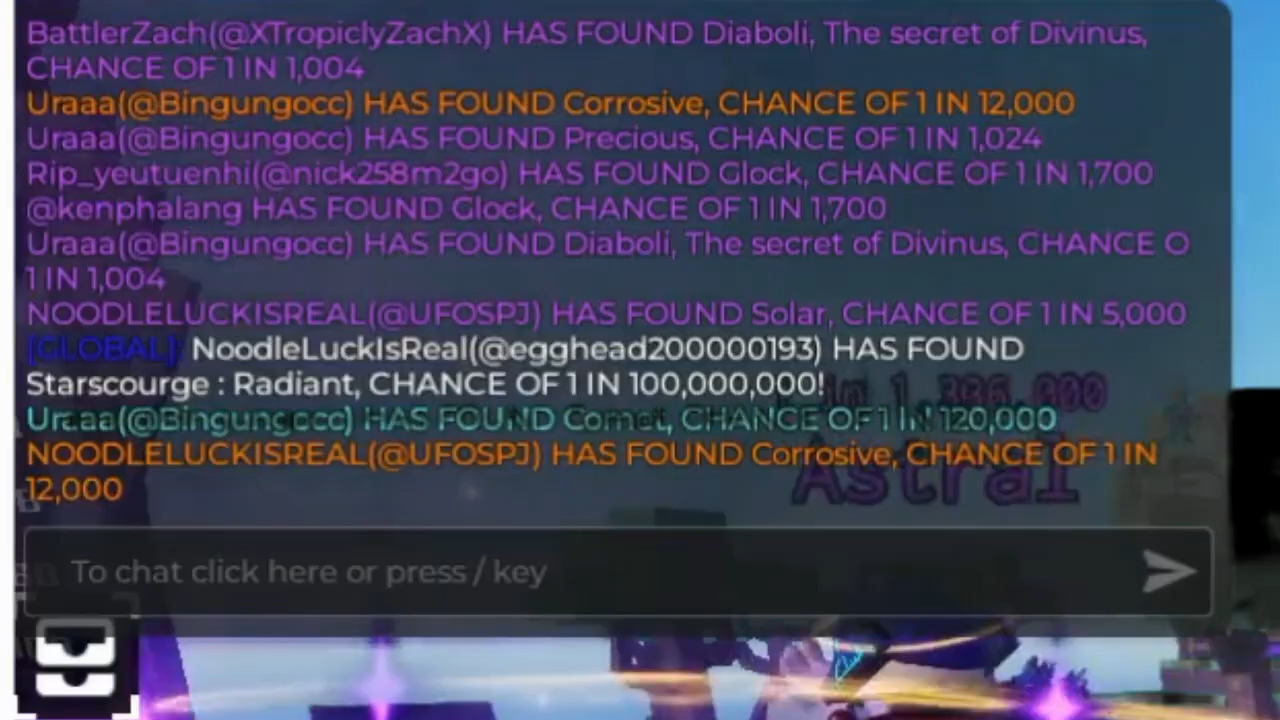 BattlerZach(@XTropiclyZachX) HAS FOUND Diaboli, The secret of Divinus,
CHANCE OF 1 IN 1,004
Uraaa(@Bingungocc) HAS FOUND Corrosive, CHANCE OF 1 IN 12,000
Uraaa(@Bingungocc) HAS FOUND Precious, CHANCE OF 1 IN 1,024
Rip_yeutuenhi(@nick258m2go) HAS FOUND Glock, CHANCE OF 1 IN 1,700
@kenphalang HAS FOUND Glock, CHANCE OF 1 IN 1,700
Uraaa(@Bingungocc) HAS FOUND Diaboli, The secret of Divinus, CHANCE O
1 IN 1,004
NOODLELUCKISREAL(@UFOSPJ) HAS FOUND Solar, CHANCE OF 1 IN 5,000
[GLOBAL]: NoodleLuckIsReal(@egghead200000193) HAS FOUND
Starscourge : Radiant, CHANCE OF 1 IN 100,000,000!
in 1,336,000
Uraaa(@Bingungocc) HAS FOUND Comet, CHANCE OF 1 IN 120,000
NOODLELUCKISREAL(@UFOSPJ) HAS FOUND Corrosive, CHANCE OF 1 IN
12,000
Astral
To chat click here or press / key